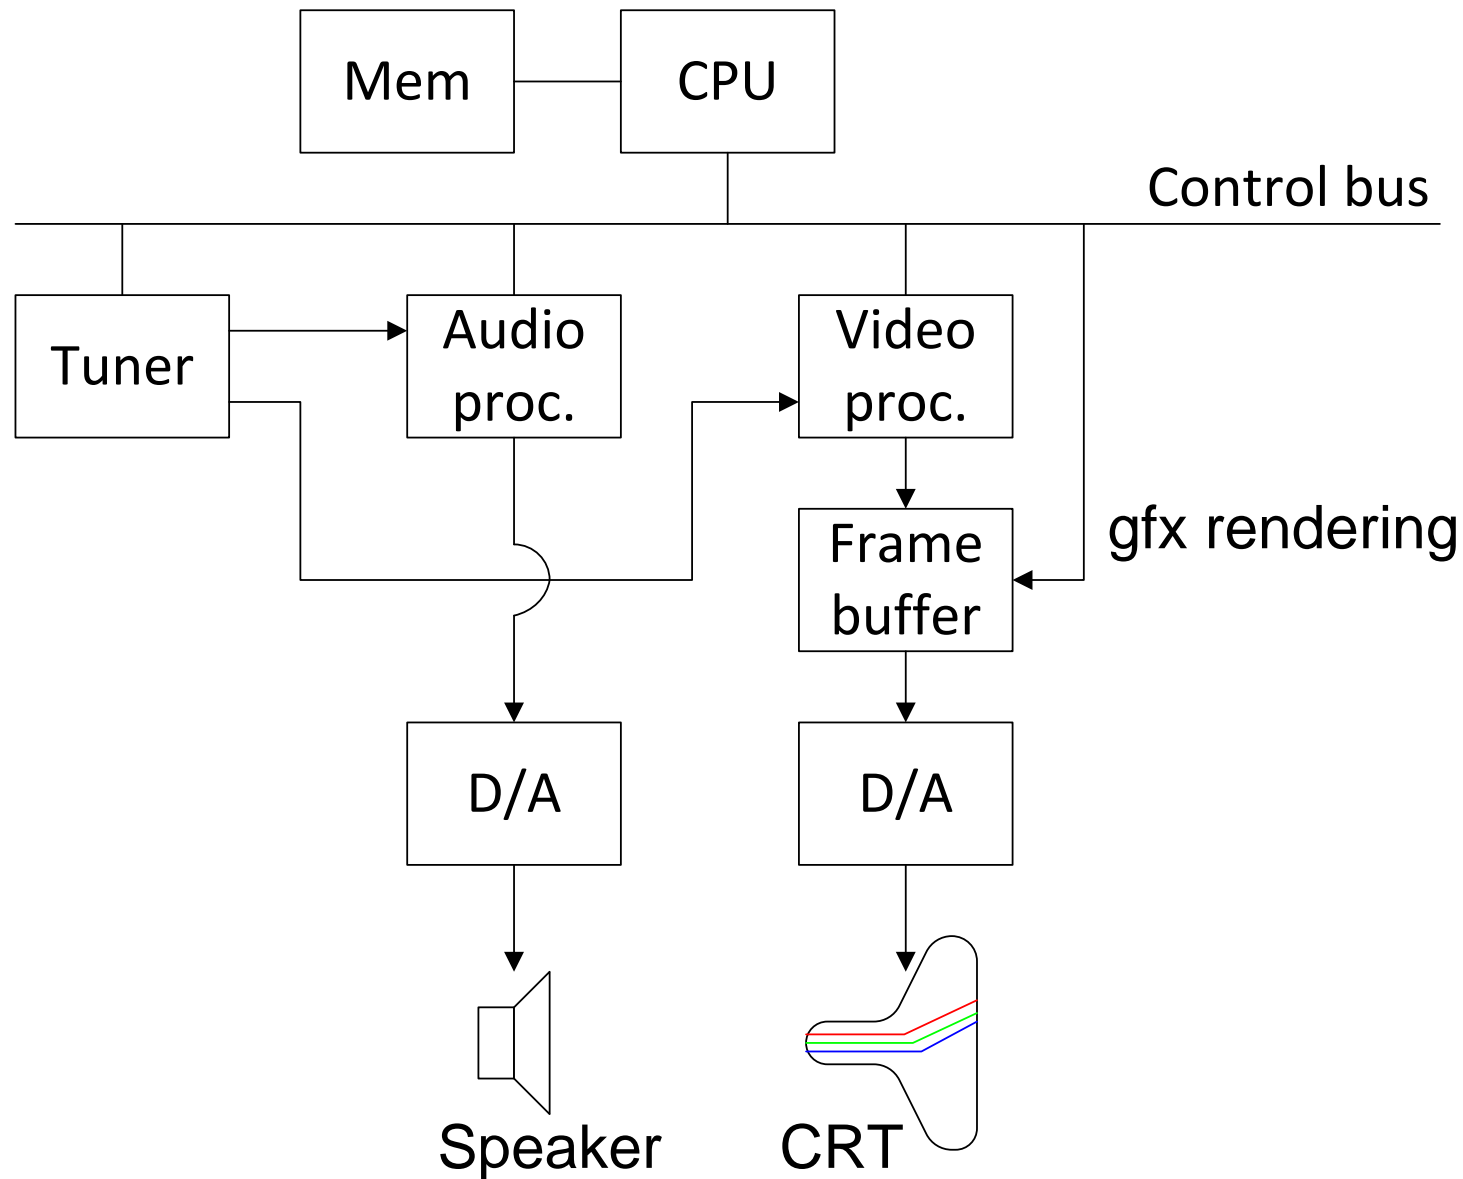 Mem
CPU
Control bus
Tuner
Audio
proc.
Video
proc.
gfx rendering
Frame
buffer
D/A
D/A
Speaker
CRT